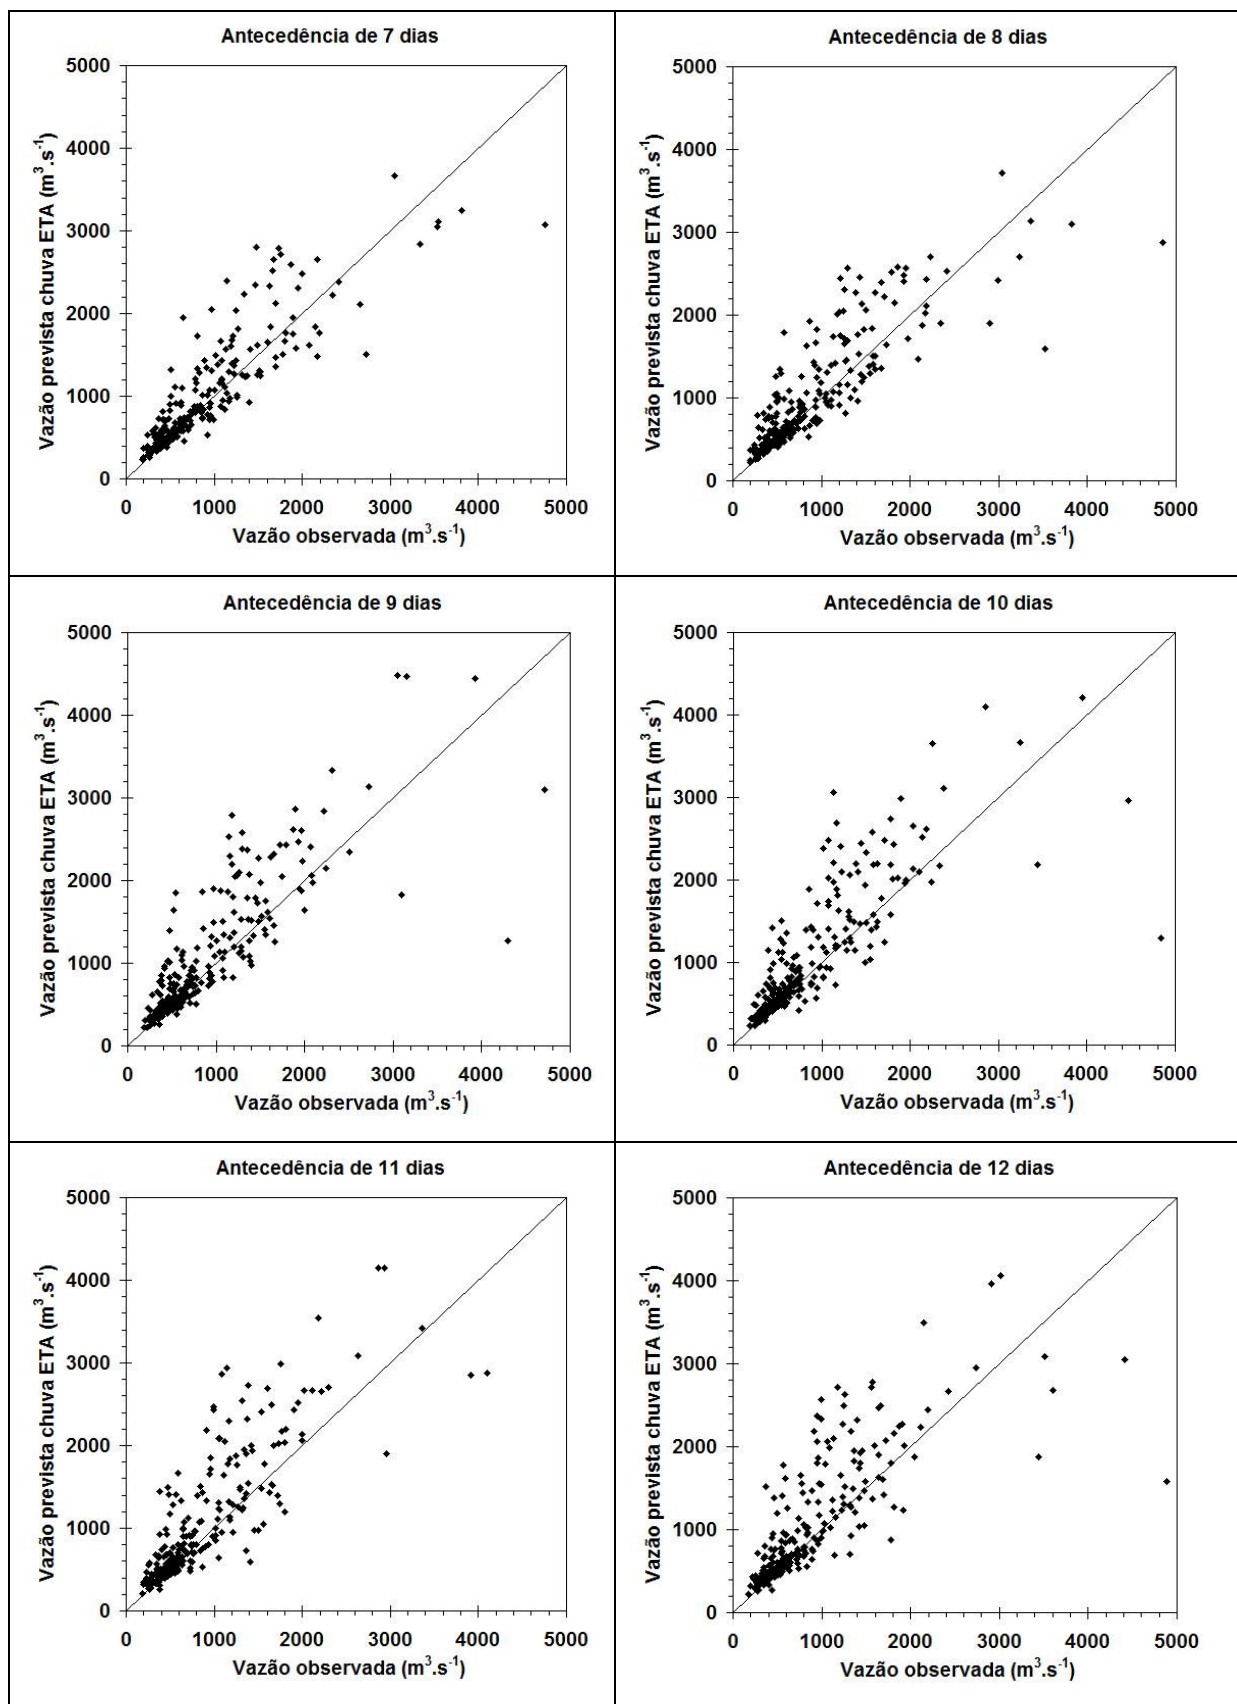 Antecedência de 7 dias
Vazão prevista chuva ETA (m³.s⁻¹)
5000
4000
3000
2000
1000
0
0 1000 2000 3000 4000 5000
Vazão observada (m³.s⁻¹)
Antecedência de 8 dias
Vazão prevista chuva ETA (m³.s⁻¹)
5000
4000
3000
2000
1000
0
0 1000 2000 3000 4000 5000
Vazão observada (m³.s⁻¹)
Antecedência de 9 dias
Vazão prevista chuva ETA (m³.s⁻¹)
5000
4000
3000
2000
1000
0
0 1000 2000 3000 4000 5000
Vazão observada (m³.s⁻¹)
Antecedência de 10 dias
Vazão prevista chuva ETA (m³.s⁻¹)
5000
4000
3000
2000
1000
0
0 1000 2000 3000 4000 5000
Vazão observada (m³.s⁻¹)
Antecedência de 11 dias
Vazão prevista chuva ETA (m³.s⁻¹)
5000
4000
3000
2000
1000
0
0 1000 2000 3000 4000 5000
Vazão observada (m³.s⁻¹)
Antecedência de 12 dias
Vazão prevista chuva ETA (m³.s⁻¹)
5000
4000
3000
2000
1000
0
0 1000 2000 3000 4000 5000
Vazão observada (m³.s⁻¹)